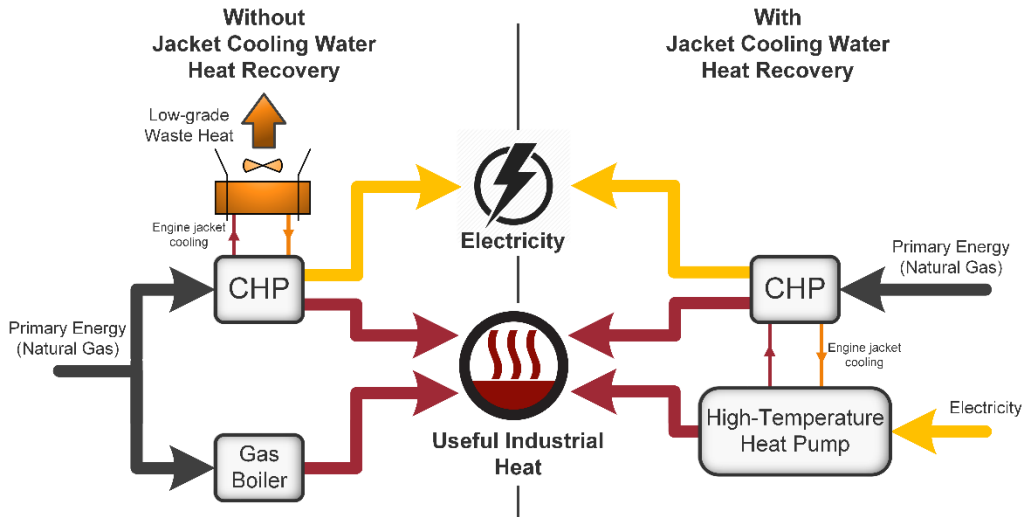 Without
Jacket Cooling Water
Heat Recovery
With
Jacket Cooling Water
Heat Recovery
Low-grade
Waste Heat
Engine jacket
cooling
CHP
Primary Energy
(Natural Gas)
Gas
Boiler
Electricity
Useful Industrial
Heat
CHP
Primary Energy
(Natural Gas)
Engine jacket
cooling
High-Temperature
Heat Pump
Electricity